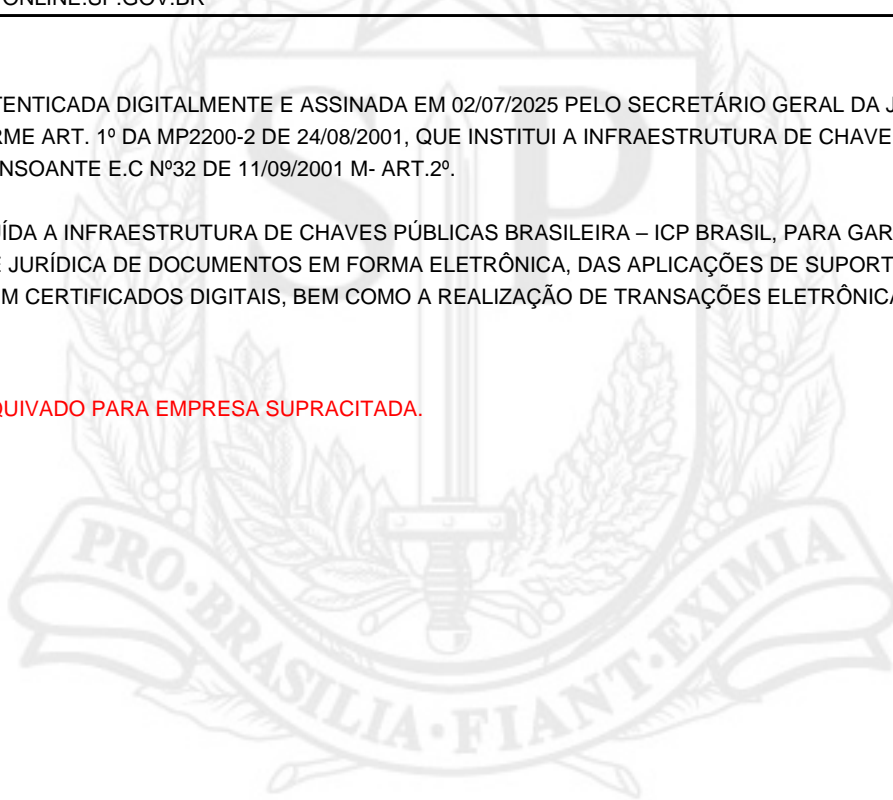 ONLINE.SP.GOV.BR
TENTICADA DIGITALMENTE E ASSINADA EM 02/07/2025 PELO SECRETÁRIO GERAL DA J
RME ART. 1º DA MP2200-2 DE 24/08/2001, QUE INSTITUI A INFRAESTRUTURA DE CHAVE
NSOANTE E.C Nº32 DE 11/09/2001 M- ART.2º.
UÍDA A INFRAESTRUTURA DE CHAVES PÚBLICAS BRASILEIRA – ICP BRASIL, PARA GAR
E JURÍDICA DE DOCUMENTOS EM FORMA ELETRÔNICA, DAS APLICAÇÕES DE SUPORT
M CERTIFICADOS DIGITAIS, BEM COMO A REALIZAÇÃO DE TRANSAÇÕES ELETRÔNICA
QUIVADO PARA EMPRESA SUPRACITADA.
SP
PRO·BRASILIA·FIANT·EXIMIA